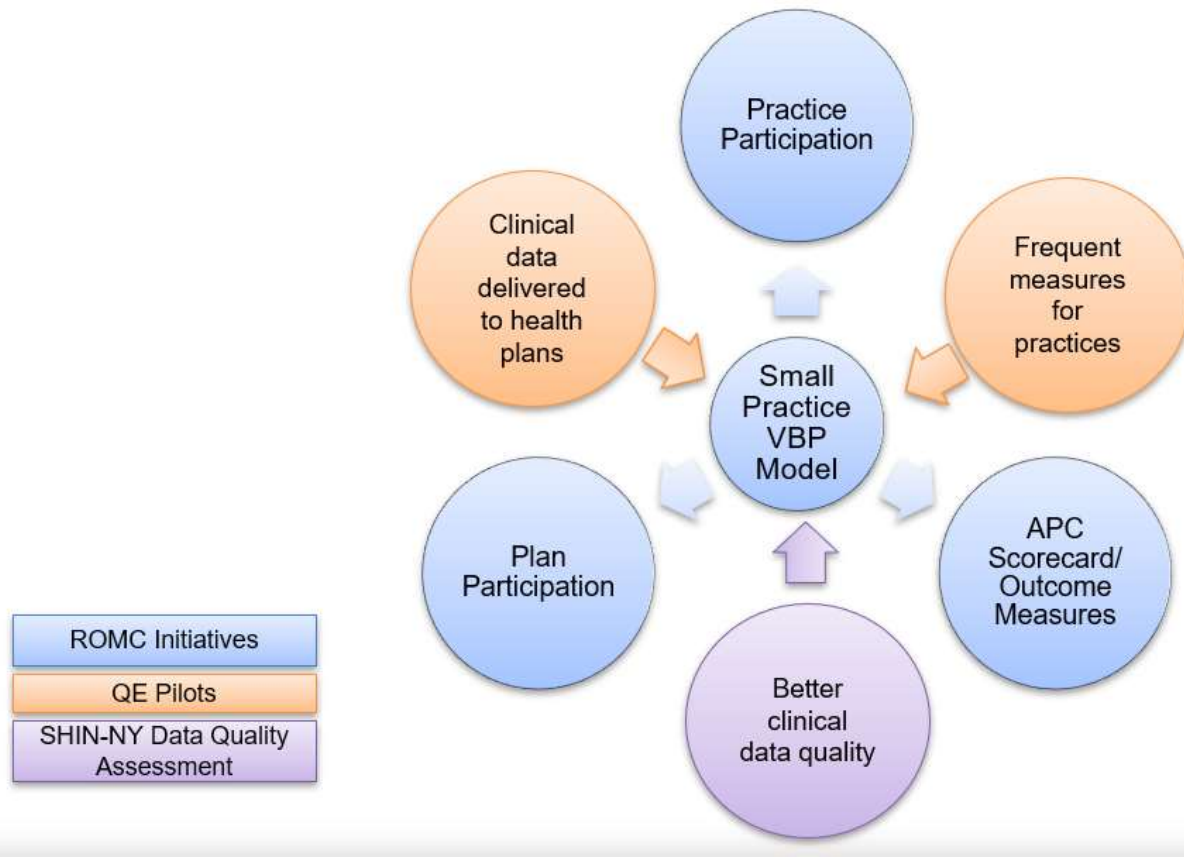 Practice
Participation
Clinical
data
delivered
to health
plans
Frequent
measures
for
practices
Small
Practice
VBP
Model
Plan
Participation
APC
Scorecard/
Outcome
Measures
Better
clinical
data quality
ROMC Initiatives
QE Pilots
SHIN-NY Data Quality
Assessment